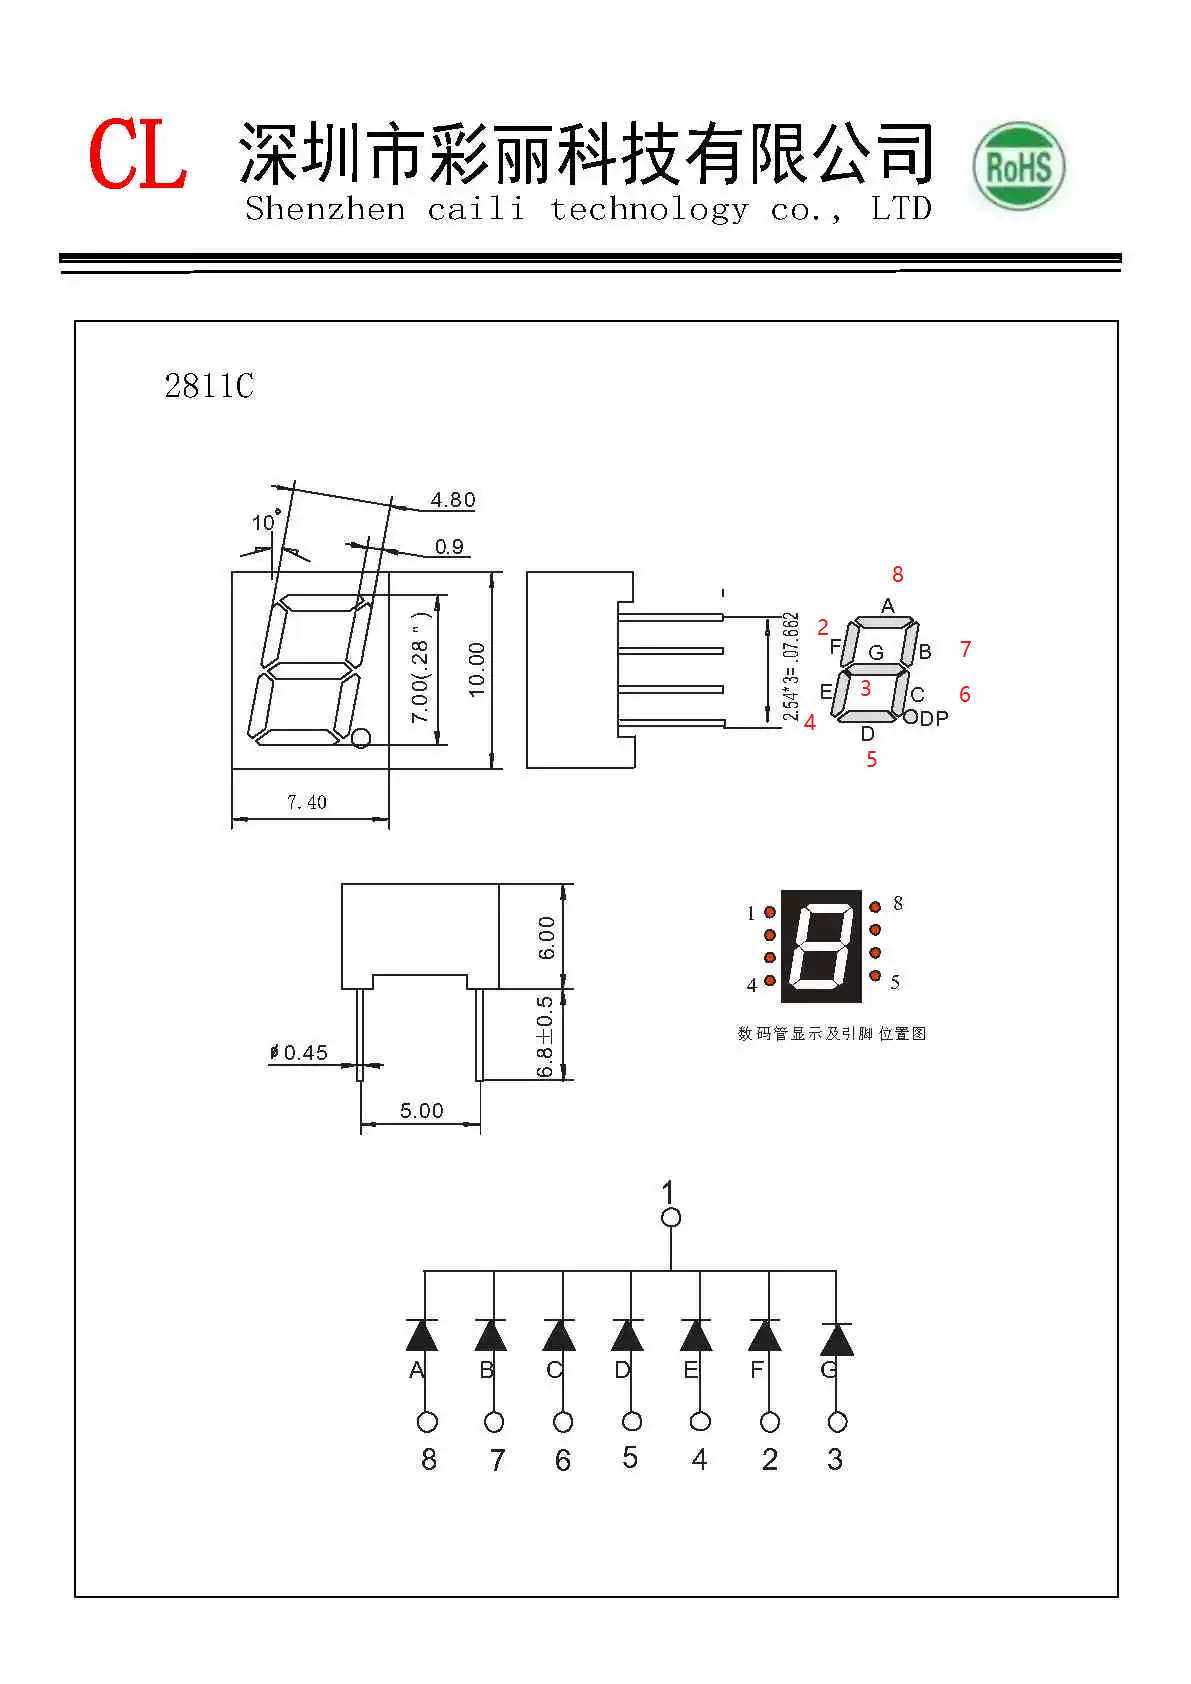 CL 深圳市彩丽科技有限公司 RoHS
Shenzhen caili technology co., LTD
2811C
4.80
10°
0.9
7.00(.28")
10.00
7.40
2.54*3=.07.662
8
A
2
F
G
B
7
E
3
C
6
4
DP
D
5
6.00
6.8±0.5
ø0.45
5.00
1
8
4
5
数码管显示及引脚位置图
1
A B C D E F G
8 7 6 5 4 2 3